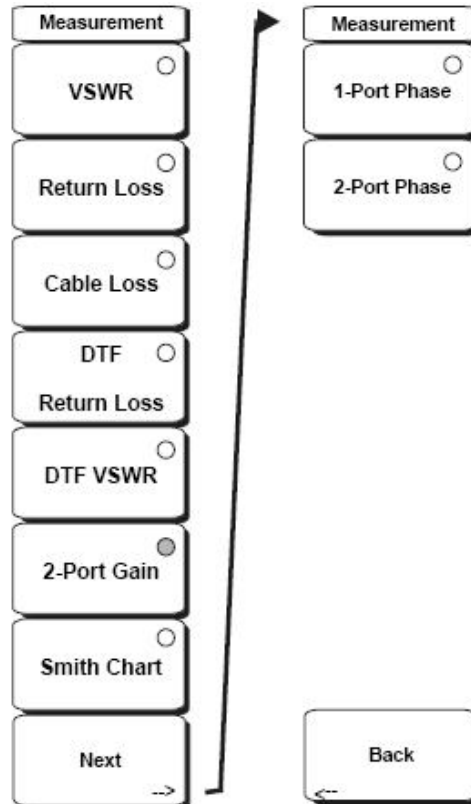 Measurement
VSWR
Return Loss
Cable Loss
DTF
Return Loss
DTF VSWR
2-Port Gain
Smith Chart
Next
-->
Measurement
1-Port Phase
2-Port Phase
Back
<--